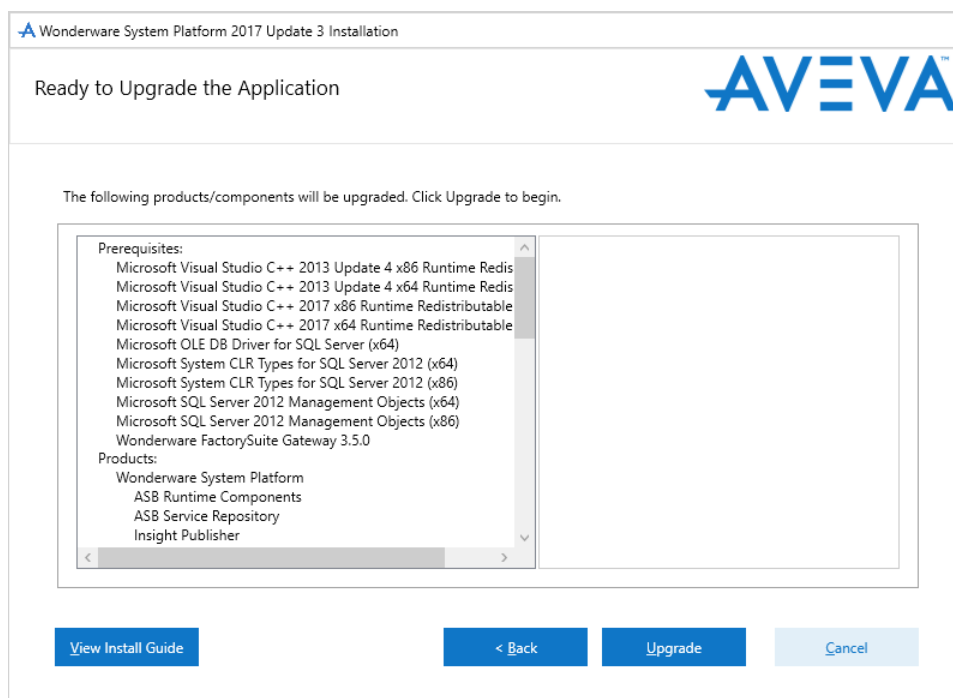 Wonderware System Platform 2017 Update 3 Installation
Ready to Upgrade the Application
AVEVA™
The following products/components will be upgraded. Click Upgrade to begin.
Prerequisites:
Microsoft Visual Studio C++ 2013 Update 4 x86 Runtime Redis
Microsoft Visual Studio C++ 2013 Update 4 x64 Runtime Redis
Microsoft Visual Studio C++ 2017 x86 Runtime Redistributable
Microsoft Visual Studio C++ 2017 x64 Runtime Redistributable
Microsoft OLE DB Driver for SQL Server (x64)
Microsoft System CLR Types for SQL Server 2012 (x64)
Microsoft System CLR Types for SQL Server 2012 (x86)
Microsoft SQL Server 2012 Management Objects (x64)
Microsoft SQL Server 2012 Management Objects (x86)
Wonderware FactorySuite Gateway 3.5.0
Products:
Wonderware System Platform
ASB Runtime Components
ASB Service Repository
Insight Publisher
View Install Guide
< Back
Upgrade
Cancel